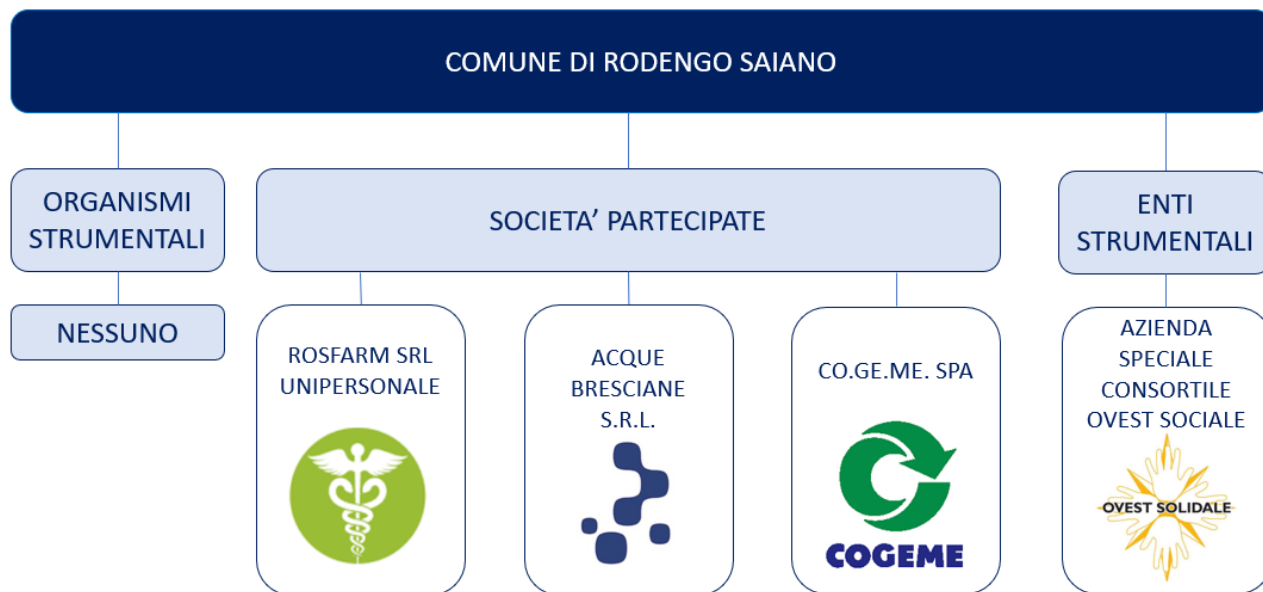 COMUNE DI RODENGO SAIANO
ORGANISMI
STRUMENTALI
SOCIETA’ PARTECIPATE
ENTI
STRUMENTALI
NESSUNO
ROSFARM SRL
UNIPERSONALE
ACQUE
BRESCIANE
S.R.L.
CO.GE.ME. SPA
COGEME
AZIENDA
SPECIALE
CONSORTILE
OVEST SOCIALE
OVEST SOLIDALE